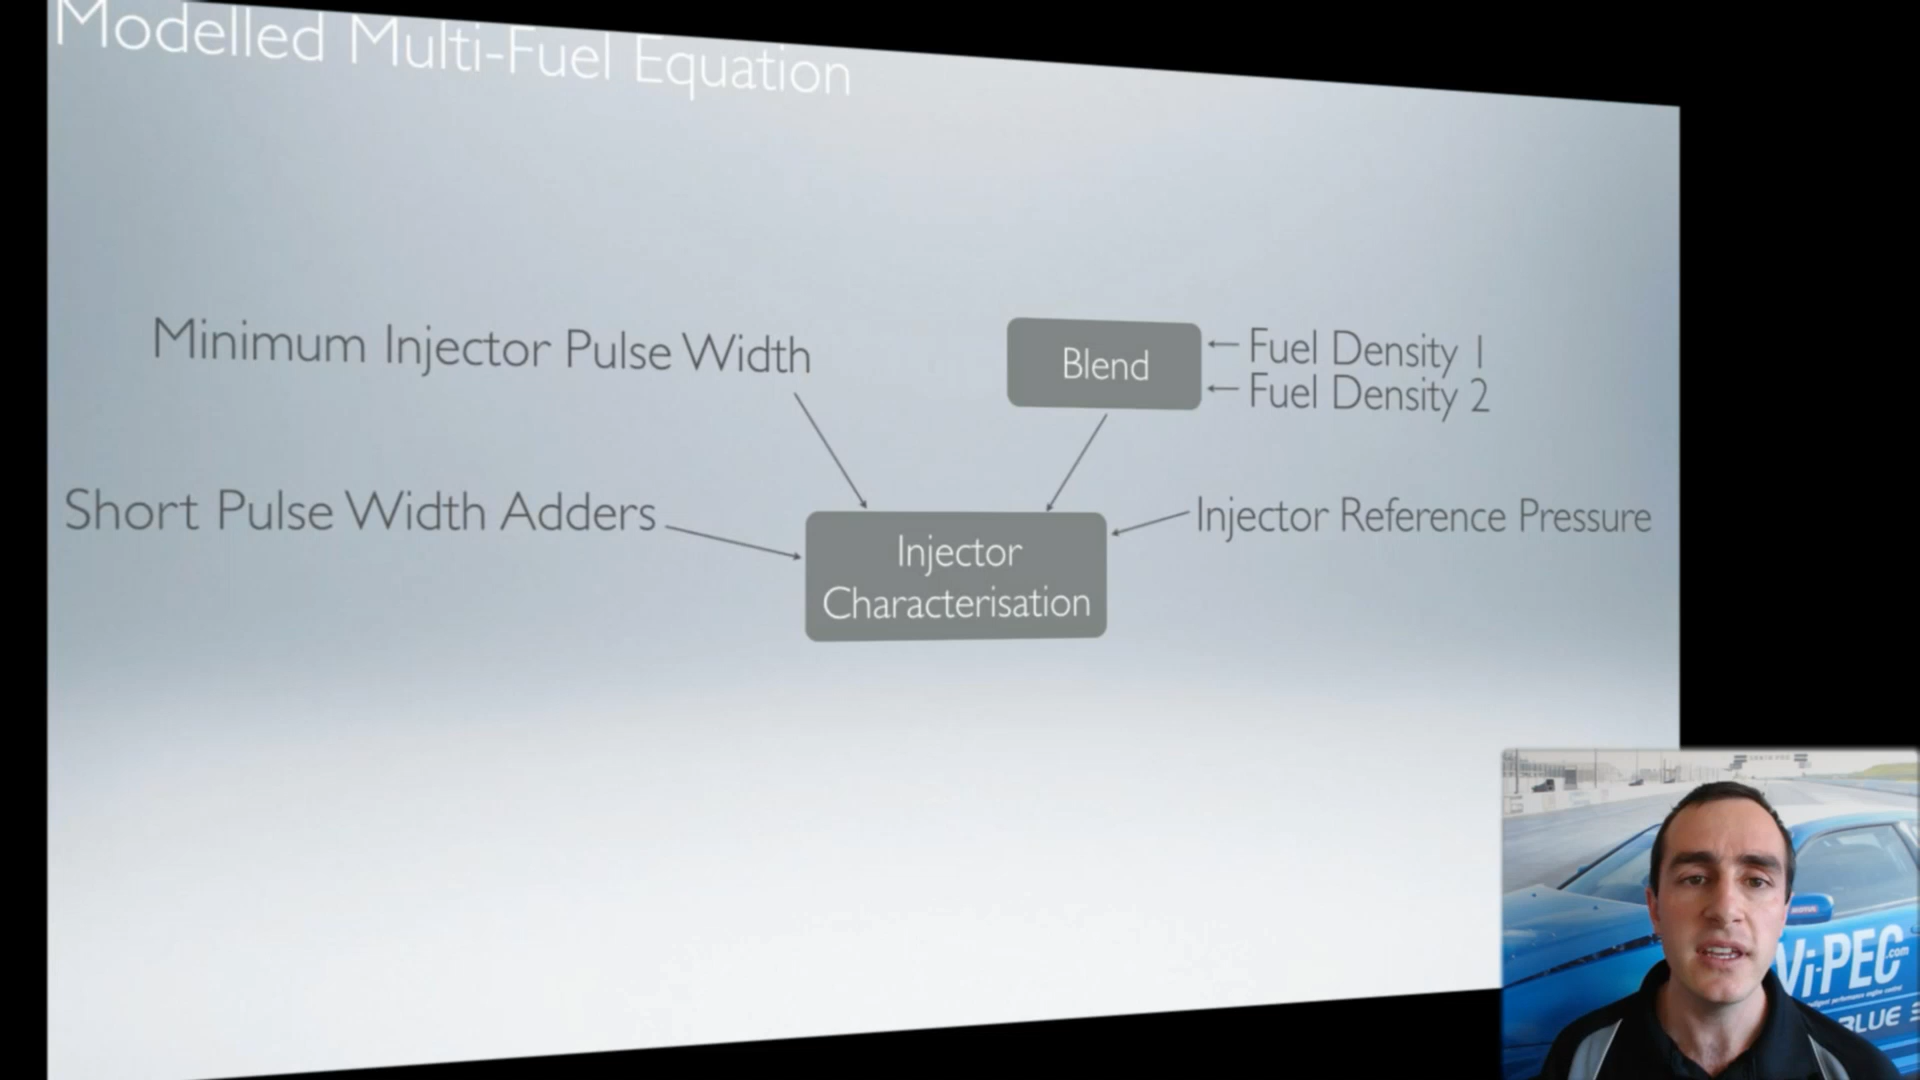 Modelled Multi-Fuel Equation
Minimum Injector Pulse Width
Blend
Fuel Density 1
Fuel Density 2
Short Pulse Width Adders
Injector Reference Pressure
Injector
Characterisation
Vi-PEC.com
BLUE